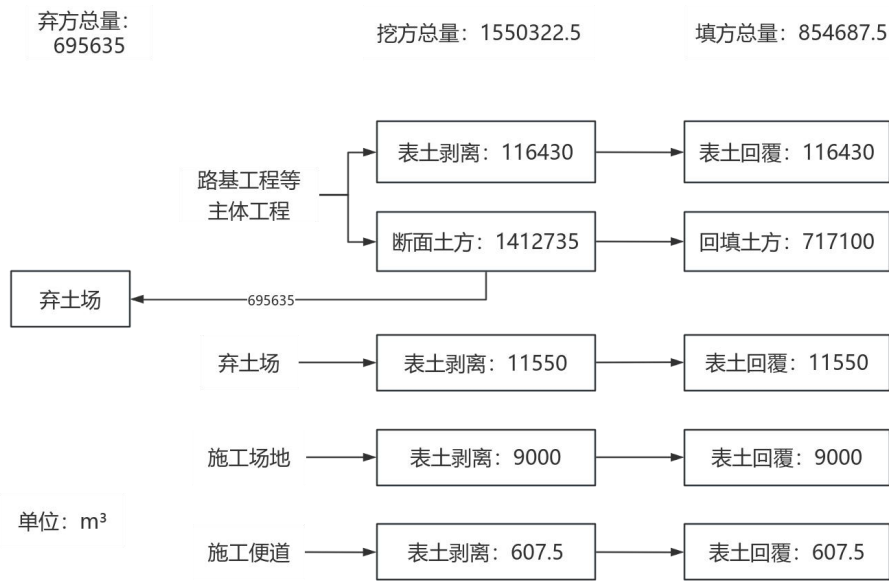 弃方总量：
695635
挖方总量：1550322.5
填方总量：854687.5
表土剥离：116430
表土回覆：116430
路基工程等
主体工程
断面土方：1412735
回填土方：717100
弃土场
695635
弃土场
表土剥离：11550
表土回覆：11550
施工场地
表土剥离：9000
表土回覆：9000
单位：m³
施工便道
表土剥离：607.5
表土回覆：607.5